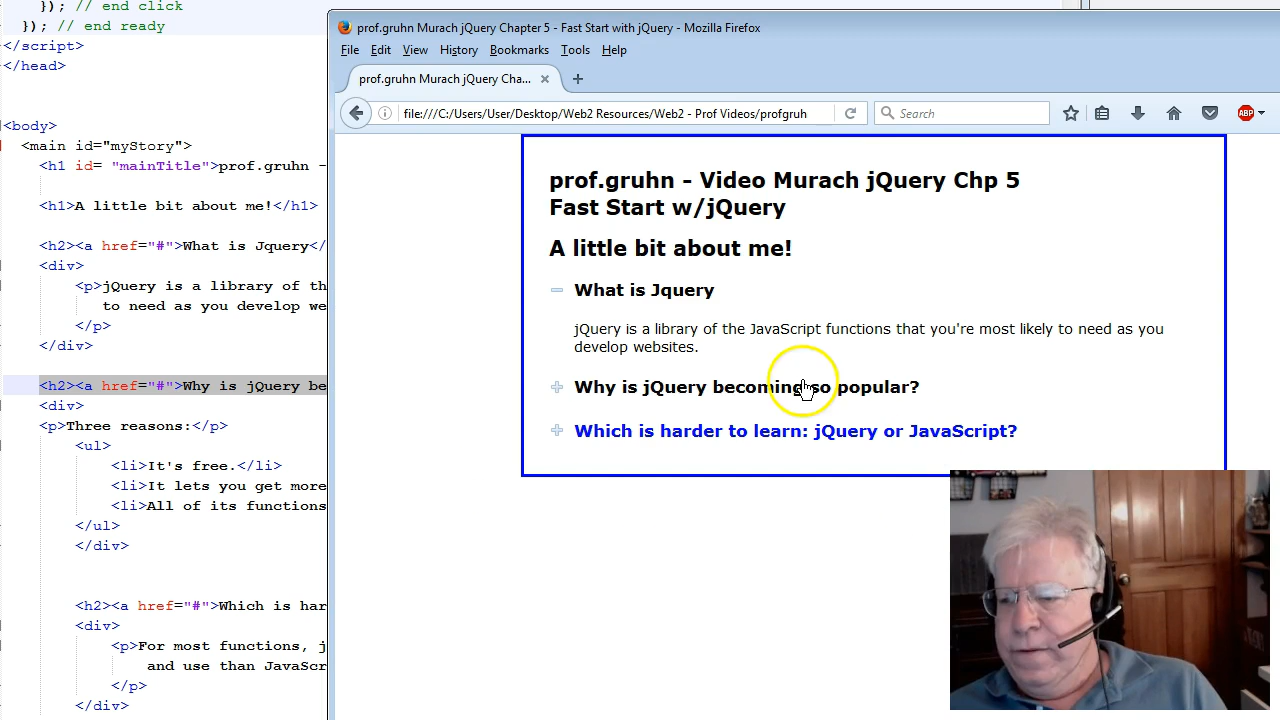 }); // end click
}); // end ready
</script>
</head>
<body>
<main id="myStory">
<h1 id= "mainTitle">prof.gruhn -
<h1>A little bit about me!</h1>
<h2><a href="#">What is Jquery</
<div>
<p>jQuery is a library of th
to need as you develop we
</p>
</div>
<h2><a href="#">Why is jQuery be
<div>
<p>Three reasons:</p>
<ul>
<li>It's free.</li>
<li>It lets you get more
<li>All of its functions
</ul>
</div>
<h2><a href="#">Which is har
<div>
<p>For most functions, j
and use than JavaScr
</p>
</div>
prof.gruhn Murach jQuery Chapter 5 - Fast Start with jQuery - Mozilla Firefox
File Edit View History Bookmarks Tools Help
prof.gruhn Murach jQuery Cha...
file:///C:/Users/User/Desktop/Web2 Resources/Web2 - Prof Videos/profgruh
Search
ABP
prof.gruhn - Video Murach jQuery Chp 5
Fast Start w/jQuery
A little bit about me!
What is Jquery
jQuery is a library of the JavaScript functions that you're most likely to need as you
develop websites.
Why is jQuery becoming so popular?
Which is harder to learn: jQuery or JavaScript?